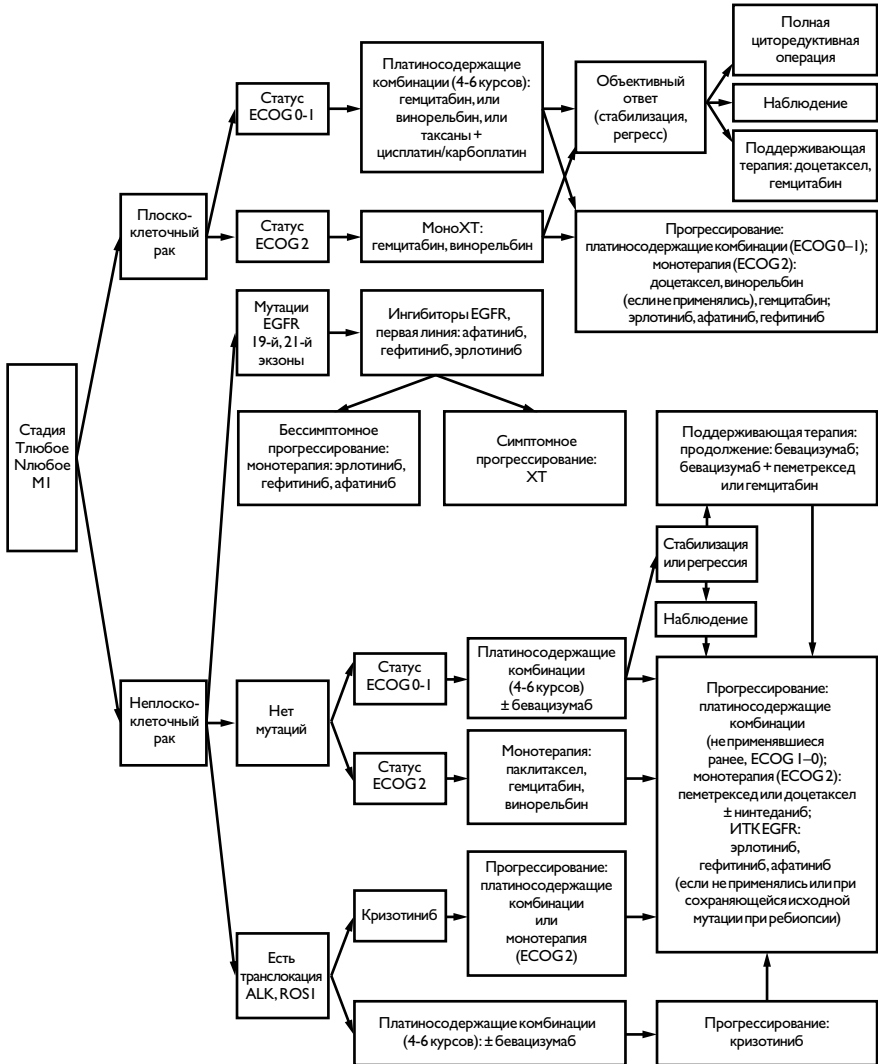 Полная
циторедуктивная
операция
Платиносодержащие
комбинации (4-6 курсов):
гемцитабин, или
винорельбин, или
таксаны +
цисплатин/карбоплатин
Объективный
ответ
(стабилизация,
регресс)
Статус
ECOG 0-1
Наблюдение
Поддерживающая
терапия: доцетаксел,
гемцитабин
Плоско-
клеточный
рак
Статус
ECOG 2
МоноХТ:
гемцитабин, винорельбин
Прогрессирование:
платиносодержащие комбинации (ECOG 0–1);
монотерапия (ECOG 2):
доцетаксел, винорельбин
(если не применялись), гемцитабин;
эрлотиниб, афатиниб, гефитиниб
Мутации
EGFR
19-й, 21-й
экзоны
Ингибиторы EGFR,
первая линия: афатиниб,
гефитиниб, эрлотиниб
Стадия
Tлюбое
Nлюбое
M1
Бессимптомное
прогрессирование:
монотерапия: эрлотиниб,
гефитиниб, афатиниб
Симптомное
прогрессирование:
ХТ
Поддерживающая терапия:
продолжение: бевацизумаб;
бевацизумаб + пеметрексед
или гемцитабин
Стабилизация
или регрессия
Наблюдение
Неплоско-
клеточный
рак
Нет
мутаций
Статус
ECOG 0-1
Платиносодержащие
комбинации
(4-6 курсов)
± бевацизумаб
Статус
ECOG 2
Монотерапия:
паклитаксел,
гемцитабин,
винорельбин
Прогрессирование:
платиносодержащие
комбинации
(не применявшиеся
ранее, ECOG 1–0);
монотерапия (ECOG 2):
пеметрексед или доцетаксел
± нинтеданиб;
ИТК EGFR:
эрлотиниб,
гефитиниб, афатиниб
(если не применялись или при
сохраняющейся исходной
мутации при ребиопсии)
Есть
транслокация
ALK, ROS1
Кризотиниб
Прогрессирование:
платиносодержащие
комбинации
или
монотерапия
(ECOG 2)
Платиносодержащие комбинации
(4-6 курсов): ± бевацизумаб
Прогрессирование:
кризотиниб